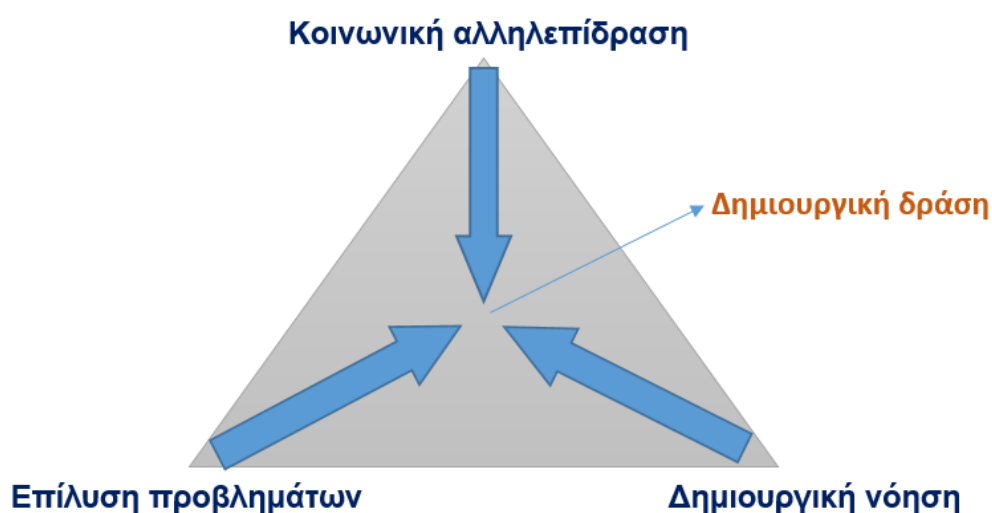 Κοινωνική αλληλεπίδραση
Δημιουργική δράση
Επίλυση προβλημάτων
Δημιουργική νόηση